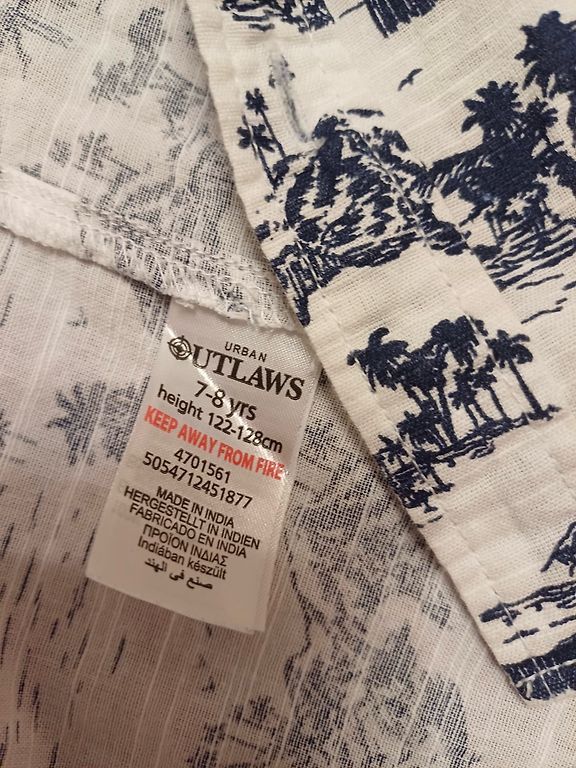 URBAN
OUTLAWS
7-8 yrs
height 122-128cm
KEEP AWAY FROM FIRE
4701561
5054712451877
MADE IN INDIA
HERGESTELLT IN INDIEN
FABRICADO EN INDIA
ΠΡΟΪΟΝ ΙΝΔΙΑΣ
Indiában készült
صنع في الهند